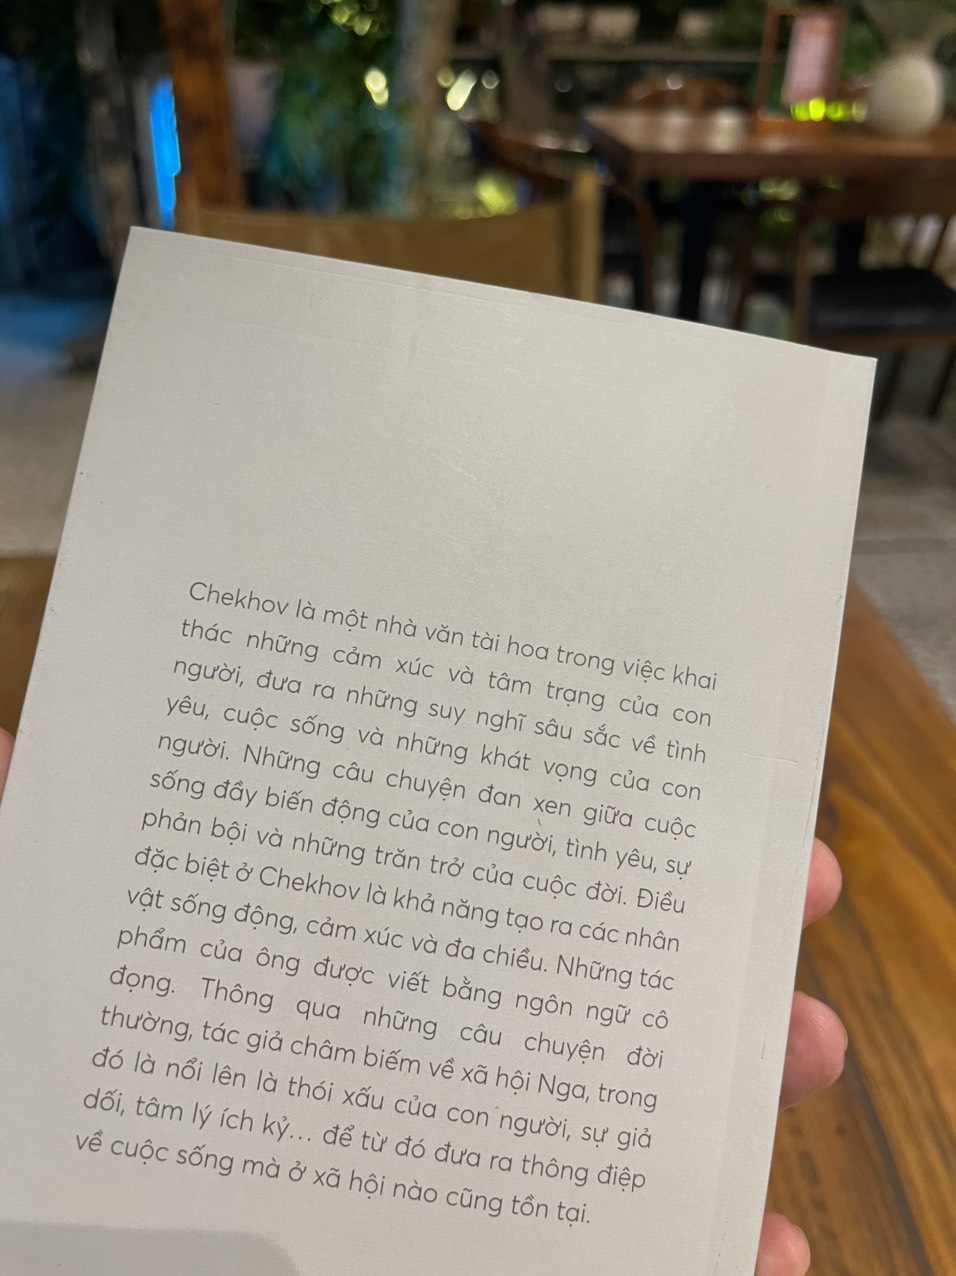 Chekhov là một nhà văn tài hoa trong việc khai
thác những cảm xúc và tâm trạng của con
người, đưa ra những suy nghĩ sâu sắc về tình
yêu, cuộc sống và những khát vọng của con
người. Những câu chuyện đan xen giữa cuộc
sống đầy biến động của con người, tình yêu, sự
phản bội và những trăn trở của cuộc đời. Điều
đặc biệt ở Chekhov là khả năng tạo ra các nhân
vật sống động, cảm xúc và đa chiều. Những tác
phẩm của ông được viết bằng ngôn ngữ cô
đọng. Thông qua những câu chuyện đời
thường, tác giả châm biếm về xã hội Nga, trong
đó là nổi lên là thói xấu của con người, sự giả
dối, tâm lý ích kỷ... để từ đó đưa ra thông điệp
về cuộc sống mà ở xã hội nào cũng tồn tại.